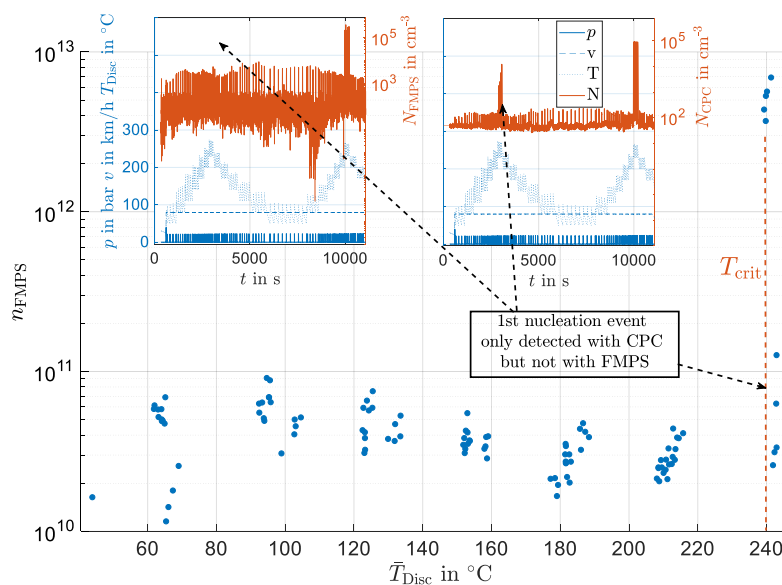 p in bar v in km/h T_Disc in °C
300
200
100
0
10^5
10^3
N_FMPS in cm^-3
0
5000
10000
t in s
p
v
T
N
10^5
10^2
N_CPC in cm^-3
0
5000
10000
t in s
n_FMPS
10^13
10^12
10^11
10^10
T_crit
1st nucleation event
only detected with CPC
but not with FMPS
60
80
100
120
140
160
180
200
220
240
T̄_Disc in °C